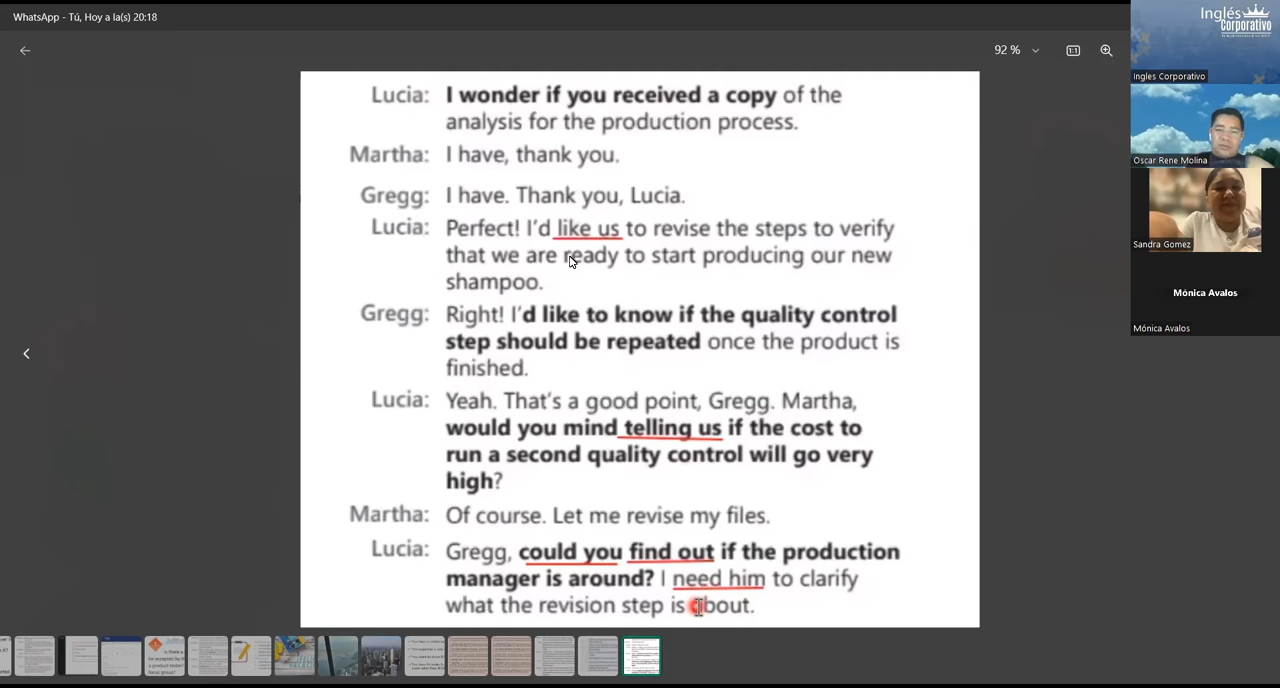 WhatsApp - Tú, Hoy a la(s) 20:18
92 %
Inglés
Corporativo
Ingles Corporativo
Oscar Rene Molina
Sandra Gomez
Mónica Avalos
Mónica Avalos
Lucia: I wonder if you received a copy of the
analysis for the production process.
Martha: I have, thank you.
Gregg: I have. Thank you, Lucia.
Lucia: Perfect! I'd like us to revise the steps to verify
that we are ready to start producing our new
shampoo.
Gregg: Right! I'd like to know if the quality control
step should be repeated once the product is
finished.
Lucia: Yeah. That's a good point, Gregg. Martha,
would you mind telling us if the cost to
run a second quality control will go very
high?
Martha: Of course. Let me revise my files.
Lucia: Gregg, could you find out if the production
manager is around? I need him to clarify
what the revision step is about.